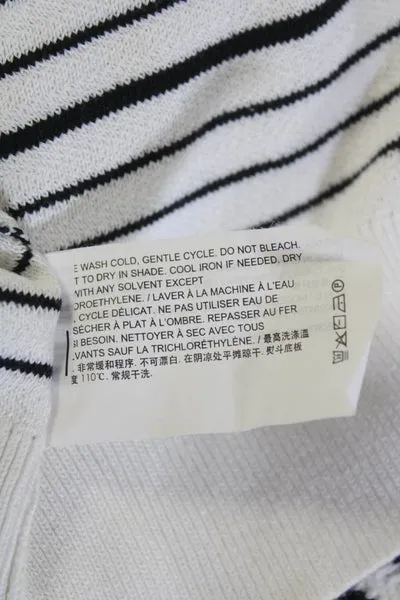 WASH COLD, GENTLE CYCLE. DO NOT BLEACH.
TO DRY IN SHADE. COOL IRON IF NEEDED. DRY
WITH ANY SOLVENT EXCEPT
OROETHYLENE. / LAVER À LA MACHINE À L'EAU
, CYCLE DÉLICAT. NE PAS UTILISER EAU DE
SÉCHER À PLAT À L'OMBRE. REPASSER AU FER
SI BESOIN. NETTOYER À SEC AVEC TOUS
LVANTS SAUF LA TRICHLORÉTHYLÈNE. / 最高洗涤温
, 非常缓和程序. 不可漂白. 在阴凉处平摊晾干. 熨斗底板
度 110℃. 常规干洗.